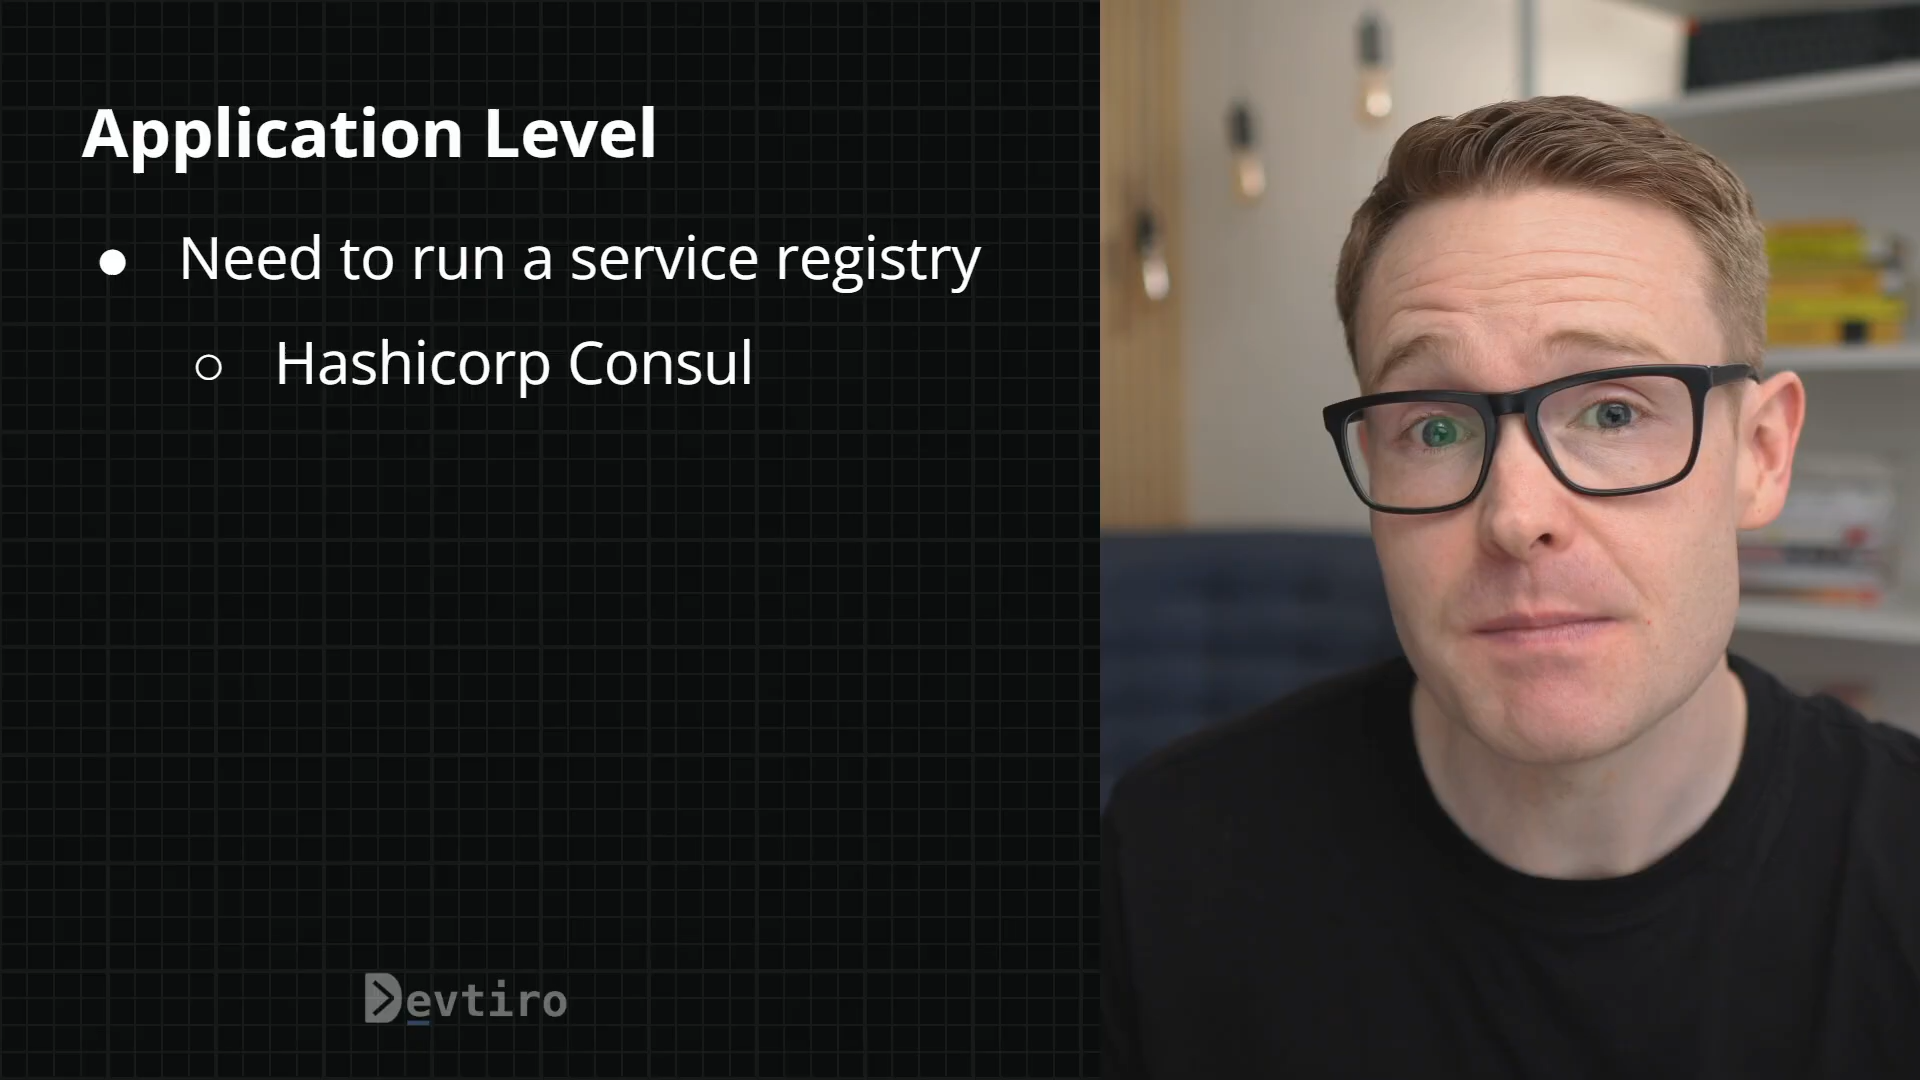 Application Level
● Need to run a service registry
○ Hashicorp Consul
Devtiro